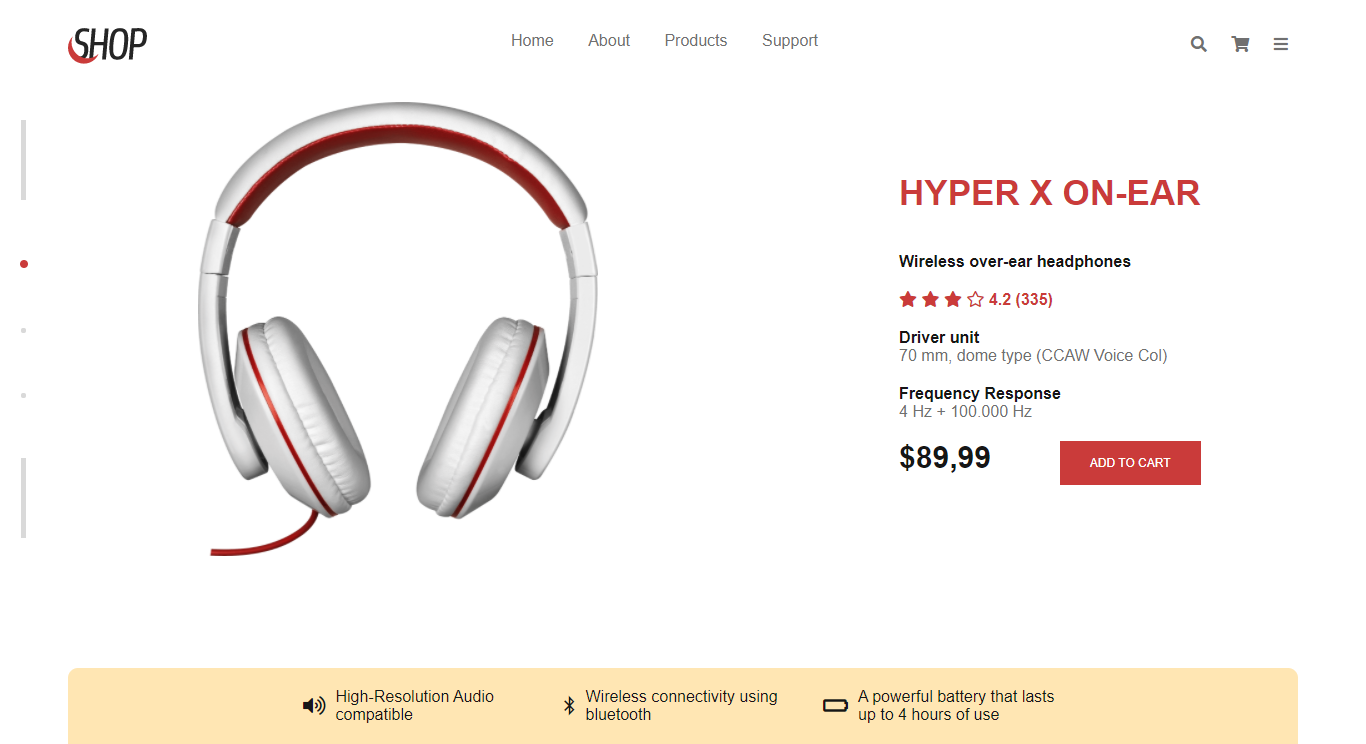 SHOP
Home About Products Support
HYPER X ON-EAR
Wireless over-ear headphones
4.2 (335)
Driver unit
70 mm, dome type (CCAW Voice Col)
Frequency Response
4 Hz + 100.000 Hz
$89,99
ADD TO CART
High-Resolution Audio
compatible
Wireless connectivity using
bluetooth
A powerful battery that lasts
up to 4 hours of use